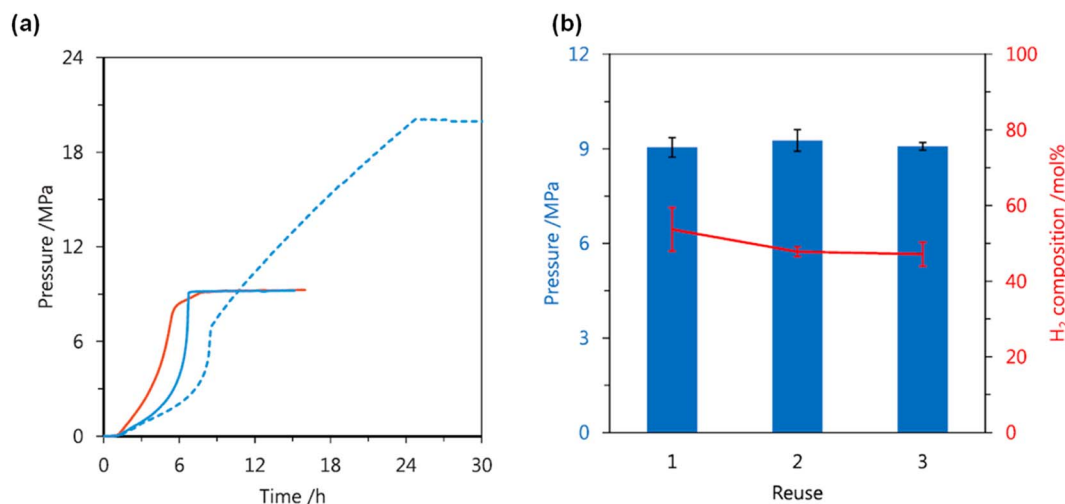 (a)
24
18
12
6
0
Pressure /MPa
0 6 12 18 24 30
Time /h
(b)
12
9
6
3
0
Pressure /MPa
100
80
60
40
20
0
H₂ composition /mol%
1 2 3
Reuse